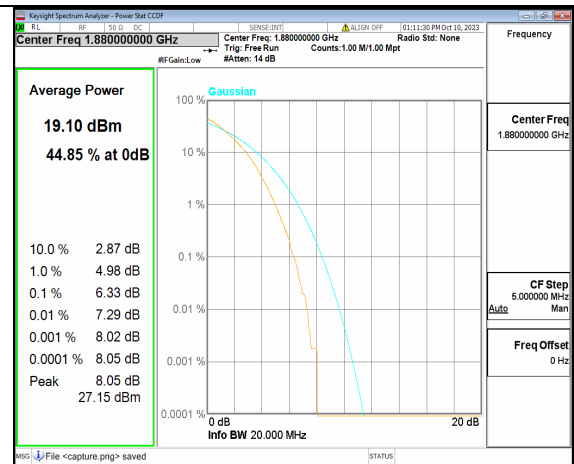 Keysight Spectrum Analyzer - Power Stat CCDF
RL RF 50 Ω DC SENSE:INT ALIGN OFF 01:11:30 PM Oct 10, 2023
Center Freq 1.880000000 GHz
Center Freq: 1.880000000 GHz Radio Std: None
Trig: Free Run Counts:1.00 M/1.00 Mpt
#IFGain:Low #Atten: 14 dB
Frequency
Average Power
19.10 dBm
44.85 % at 0dB
10.0 % 2.87 dB
1.0 % 4.98 dB
0.1 % 6.33 dB
0.01 % 7.29 dB
0.001 % 8.02 dB
0.0001 % 8.05 dB
Peak 8.05 dB
27.15 dBm
Gaussian
100 %
10 %
1 %
0.1 %
0.01 %
0.001 %
0.0001 %
0 dB 20 dB
Info BW 20.000 MHz
Center Freq
1.880000000 GHz
CF Step
5.000000 MHz
Auto Man
Freq Offset
0 Hz
MSG File <capture.png> saved STATUS